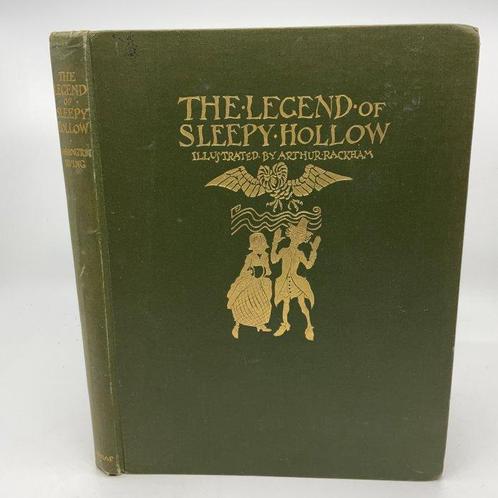 THE
LEGEND
OF
SLEEPY
HOLLOW
WASHINGTON
IRVING
THE·LEGEND·OF
SLEEPY·HOLLOW
ILLUSTRATED·BY·ARTHUR·RACKHAM